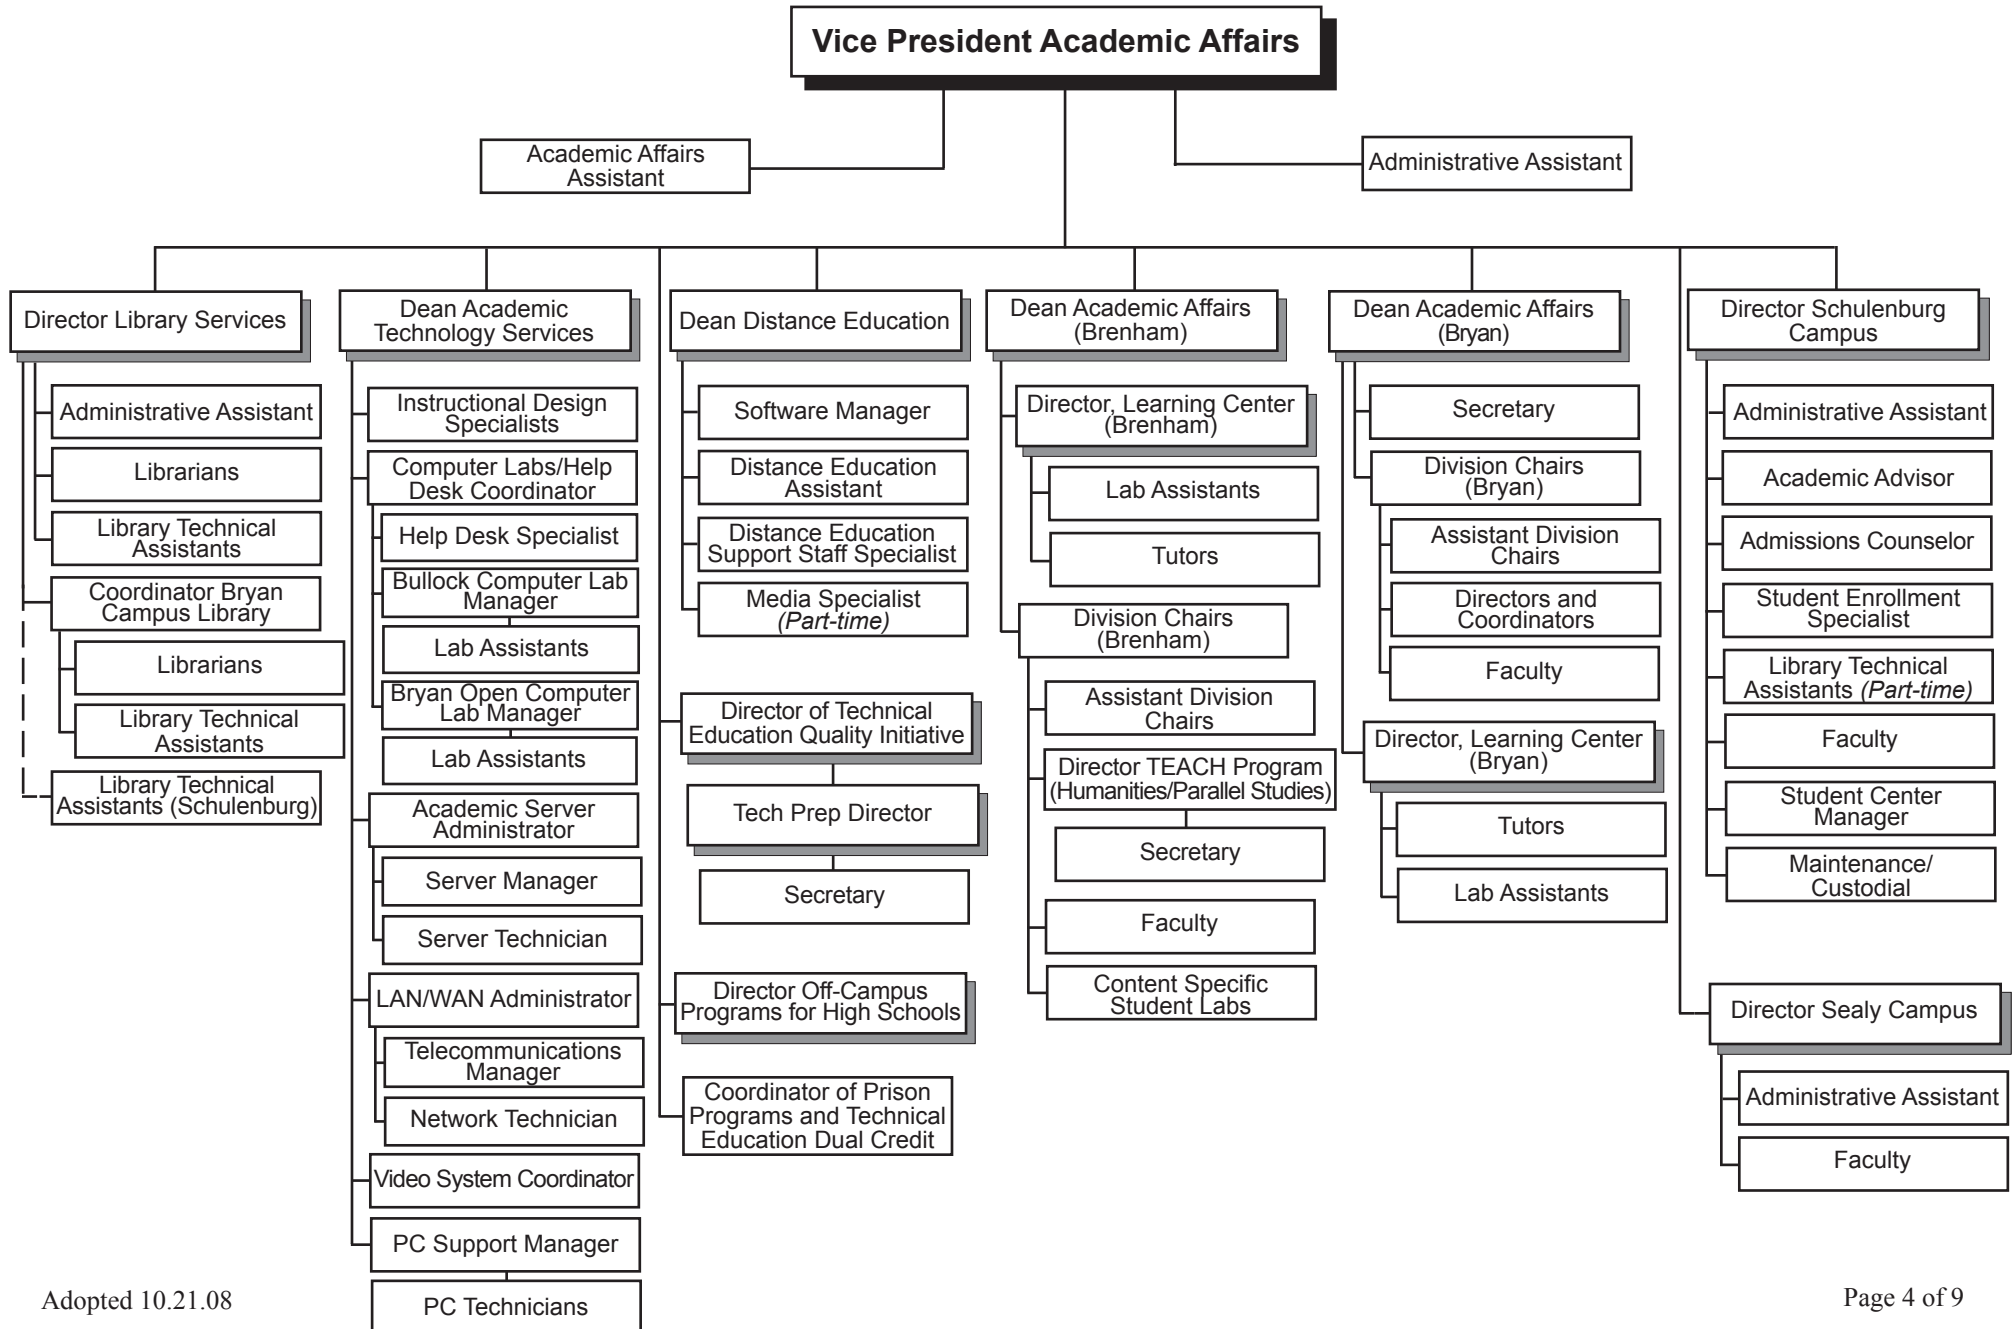 Vice President Academic Affairs
Academic Affairs
Assistant
Administrative Assistant
Director Library Services
Administrative Assistant
Librarians
Library Technical
Assistants
Coordinator Bryan
Campus Library
Librarians
Library Technical
Assistants
Library Technical
Assistants (Schulenburg)
Dean Academic
Technology Services
Instructional Design
Specialists
Computer Labs/Help
Desk Coordinator
Help Desk Specialist
Bullock Computer Lab
Manager
Lab Assistants
Bryan Open Computer
Lab Manager
Lab Assistants
Academic Server
Administrator
Server Manager
Server Technician
LAN/WAN Administrator
Telecommunications
Manager
Network Technician
Video System Coordinator
PC Support Manager
PC Technicians
Dean Distance Education
Software Manager
Distance Education
Assistant
Distance Education
Support Staff Specialist
Media Specialist
(Part-time)
Director of Technical
Education Quality Initiative
Tech Prep Director
Secretary
Director Off-Campus
Programs for High Schools
Coordinator of Prison
Programs and Technical
Education Dual Credit
Dean Academic Affairs
(Brenham)
Director, Learning Center
(Brenham)
Lab Assistants
Tutors
Division Chairs
(Brenham)
Assistant Division
Chairs
Director TEACH Program
(Humanities/Parallel Studies)
Secretary
Faculty
Content Specific
Student Labs
Dean Academic Affairs
(Bryan)
Secretary
Division Chairs
(Bryan)
Assistant Division
Chairs
Directors and
Coordinators
Faculty
Director, Learning Center
(Bryan)
Tutors
Lab Assistants
Director Schulenburg
Campus
Administrative Assistant
Academic Advisor
Admissions Counselor
Student Enrollment
Specialist
Library Technical
Assistants (Part-time)
Faculty
Student Center
Manager
Maintenance/
Custodial
Director Sealy Campus
Administrative Assistant
Faculty
Adopted 10.21.08
Page 4 of 9